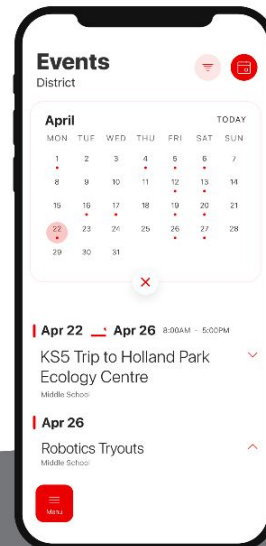 Events
District
April TODAY
MON TUE WED THU FRI SAT SUN
1 2 3 4 5 6 7
8 9 10 11 12 13 14
15 16 17 18 19 20 21
22 23 24 25 26 27 28
29 30 31
Apr 22 Apr 26 8:00AM - 5:00PM
KS5 Trip to Holland Park
Ecology Centre
Middle School
Apr 26
Robotics Tryouts
Middle School
Menu